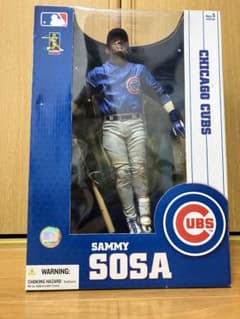 CHICAGO CUBS
CUBS
SAMMY
SOSA
WARNING:
CHOKING HAZARD